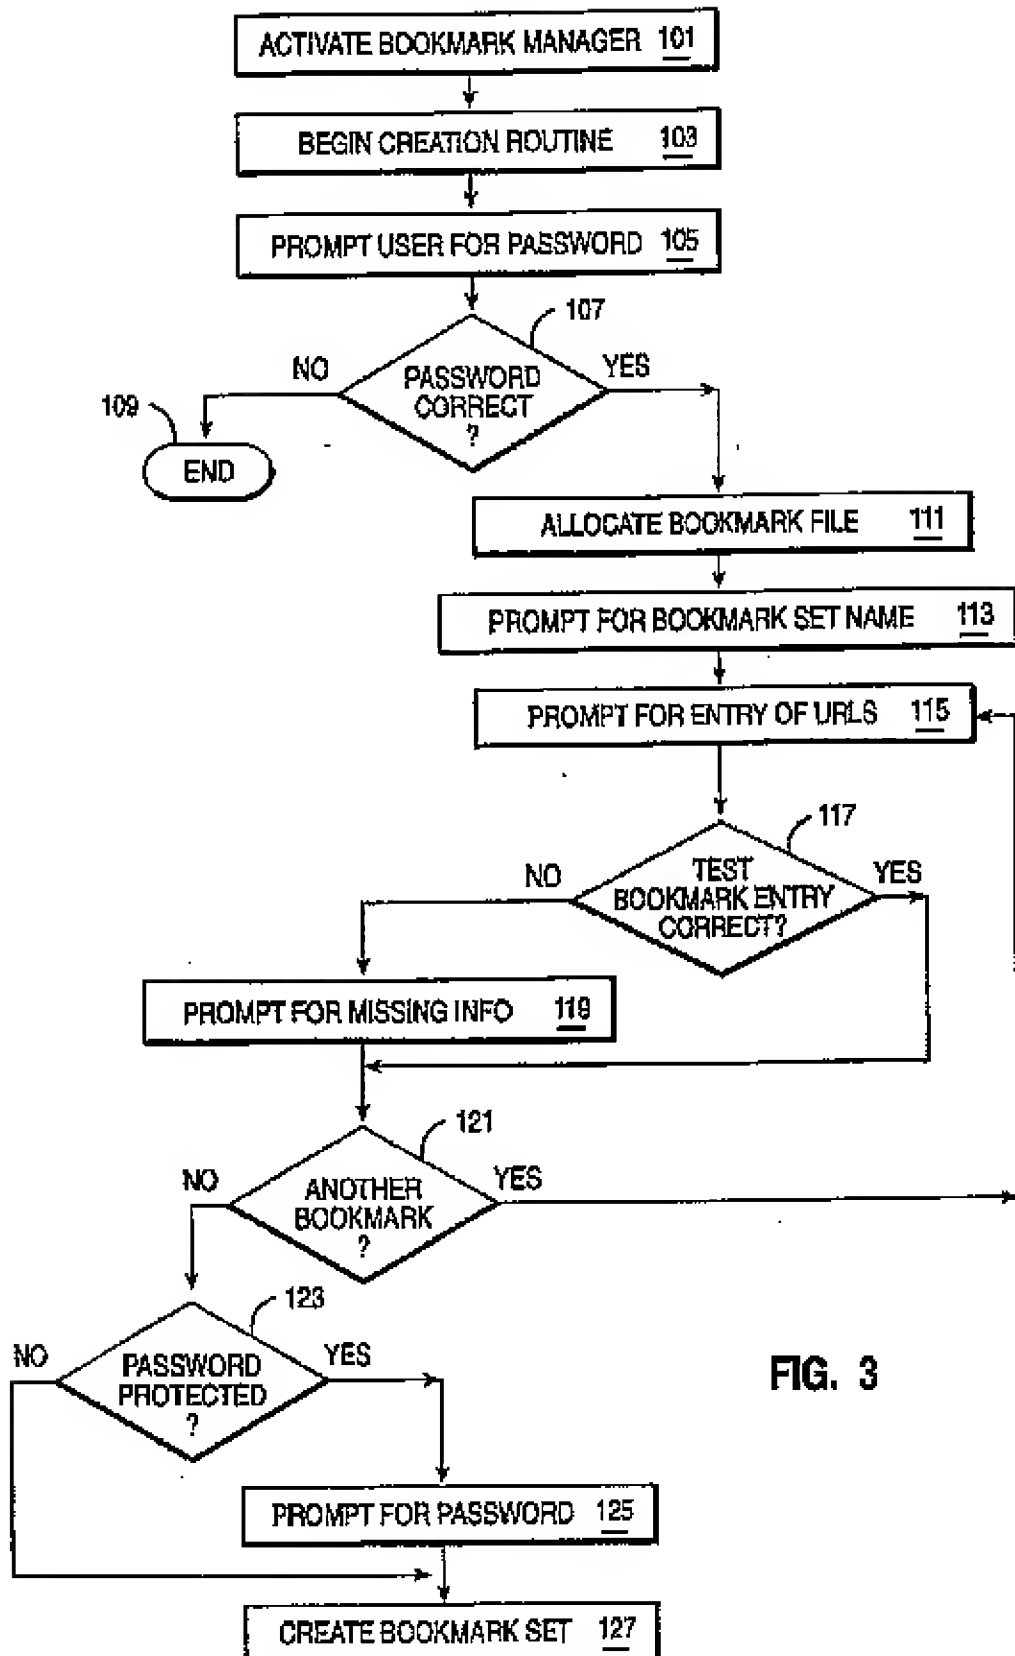 ACTIVATE BOOKMARK MANAGER 101
BEGIN CREATION ROUTINE 103
PROMPT USER FOR PASSWORD 105
107
NO
PASSWORD
CORRECT
?
YES
109
END
ALLOCATE BOOKMARK FILE 111
PROMPT FOR BOOKMARK SET NAME 113
PROMPT FOR ENTRY OF URLS 115
117
NO
TEST
BOOKMARK ENTRY
CORRECT?
YES
PROMPT FOR MISSING INFO 119
121
NO
ANOTHER
BOOKMARK
?
YES
123
NO
PASSWORD
PROTECTED
?
YES
FIG. 3
PROMPT FOR PASSWORD 125
CREATE BOOKMARK SET 127